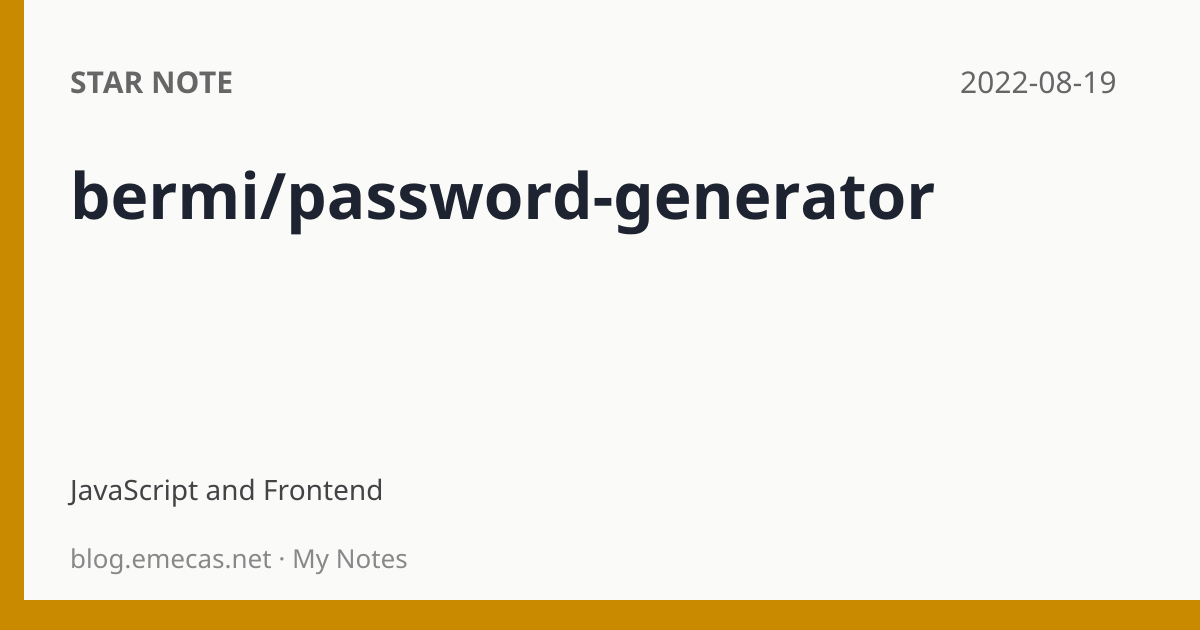 STAR NOTE
2022-08-19
bermi/password-generator
JavaScript and Frontend
blog.emecas.net · My Notes